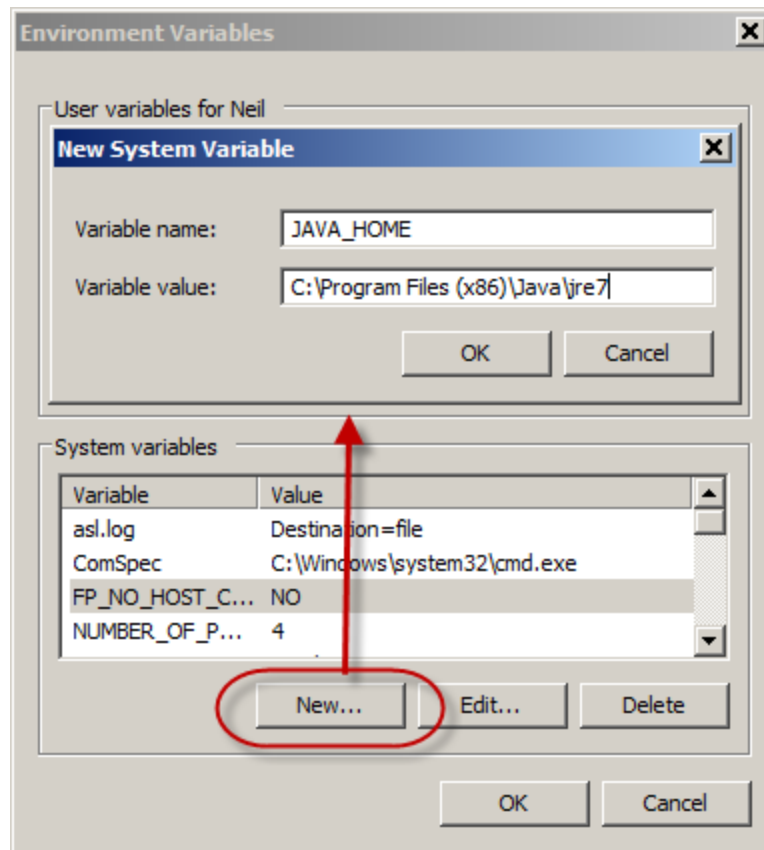 Environment Variables
User variables for Neil
New System Variable
Variable name: JAVA_HOME
Variable value: C:\Program Files (x86)\Java\jre7
OK Cancel
System variables
Variable Value
asl.log Destination=file
ComSpec C:\Windows\system32\cmd.exe
FP_NO_HOST_C... NO
NUMBER_OF_P... 4
New... Edit... Delete
OK Cancel